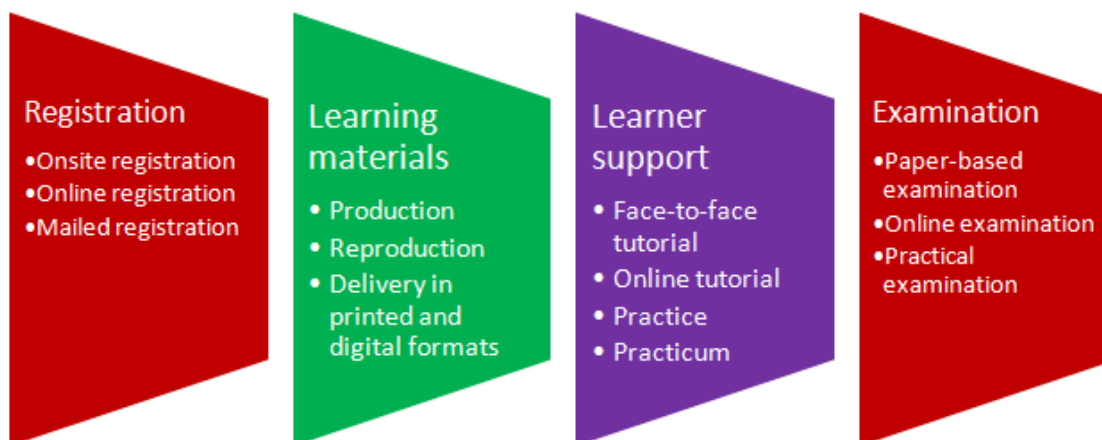 Registration
•Onsite registration
•Online registration
•Mailed registration
Learning
materials
• Production
• Reproduction
• Delivery in
printed and
digital formats
Learner
support
• Face-to-face
tutorial
• Online tutorial
• Practice
• Practicum
Examination
•Paper-based
examination
•Online examination
•Practical
examination